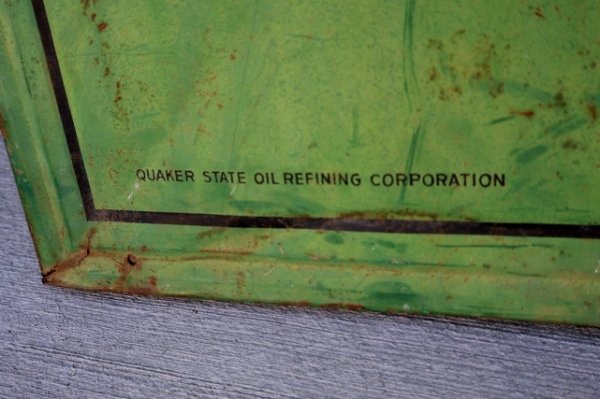 QUAKER STATE OIL REFINING CORPORATION